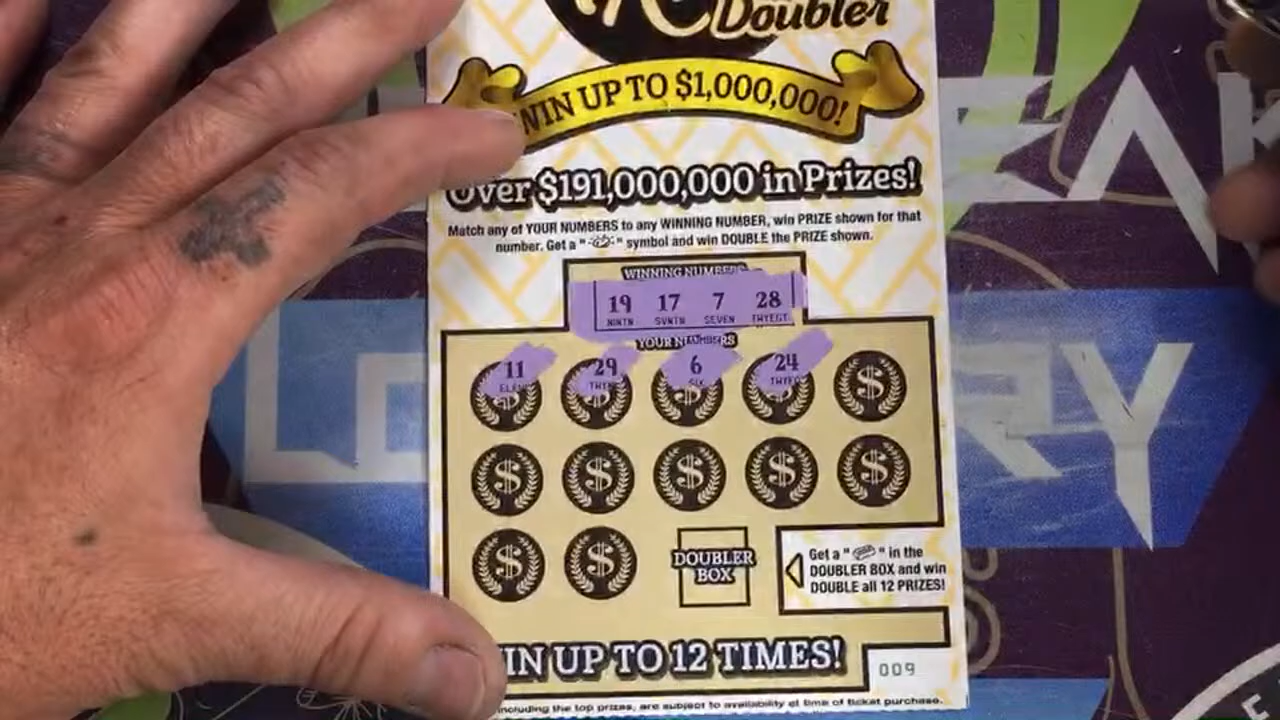 Doubler
WIN UP TO $1,000,000!
Over $191,000,000 in Prizes!
Match any of YOUR NUMBERS to any WINNING NUMBER, win PRIZE shown for that
number. Get a " " symbol and win DOUBLE the PRIZE shown.
WINNING NUMBERS
19 17 7 28
NINTN SVNTN SEVEN TWYEGT
YOUR NUMBERS
11 29 6 24
SIX
$ $ $ $ $
$ $ $ $ $
$ $
DOUBLER
BOX
Get a " " in the
DOUBLER BOX and win
DOUBLE all 12 PRIZES!
IN UP TO 12 TIMES!
009
including the top prizes, are subject to availability at time of ticket purchase.